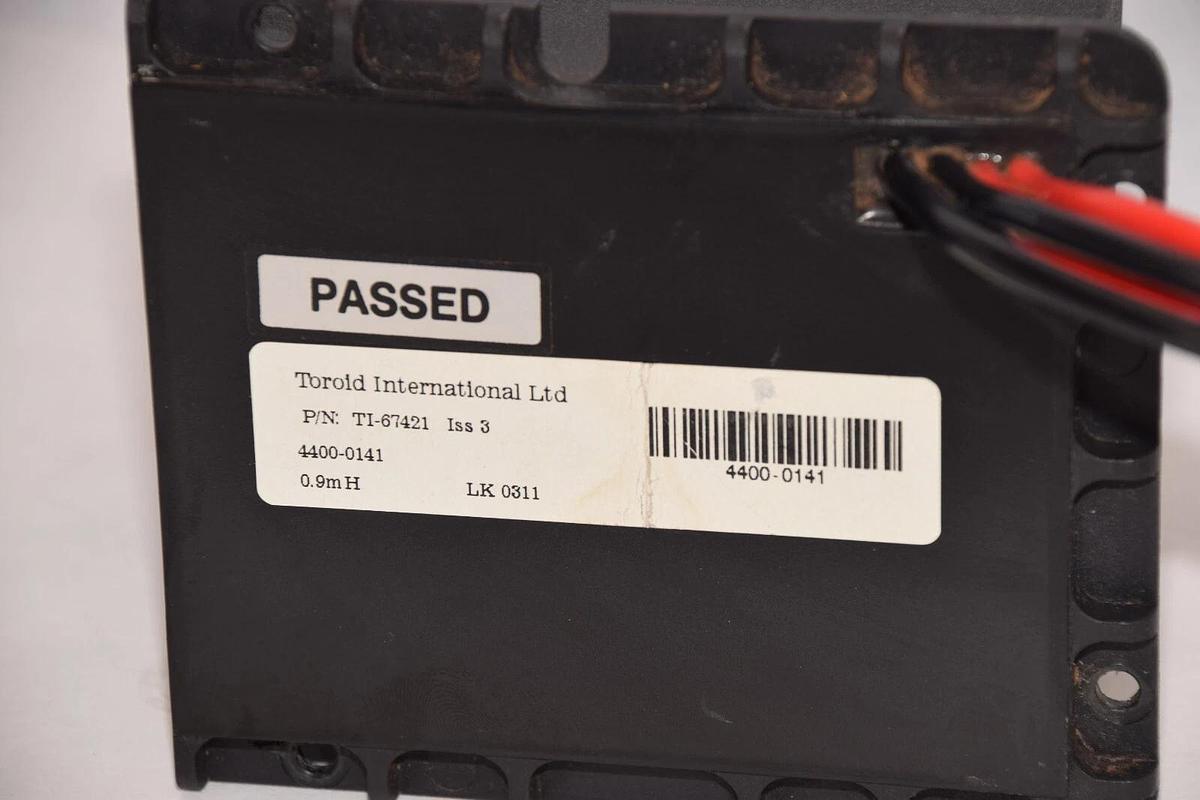 PASSED
Toroid International Ltd
P/N: TI-67421 Iss 3
4400-0141
0.9mH LK 0311
4400-0141